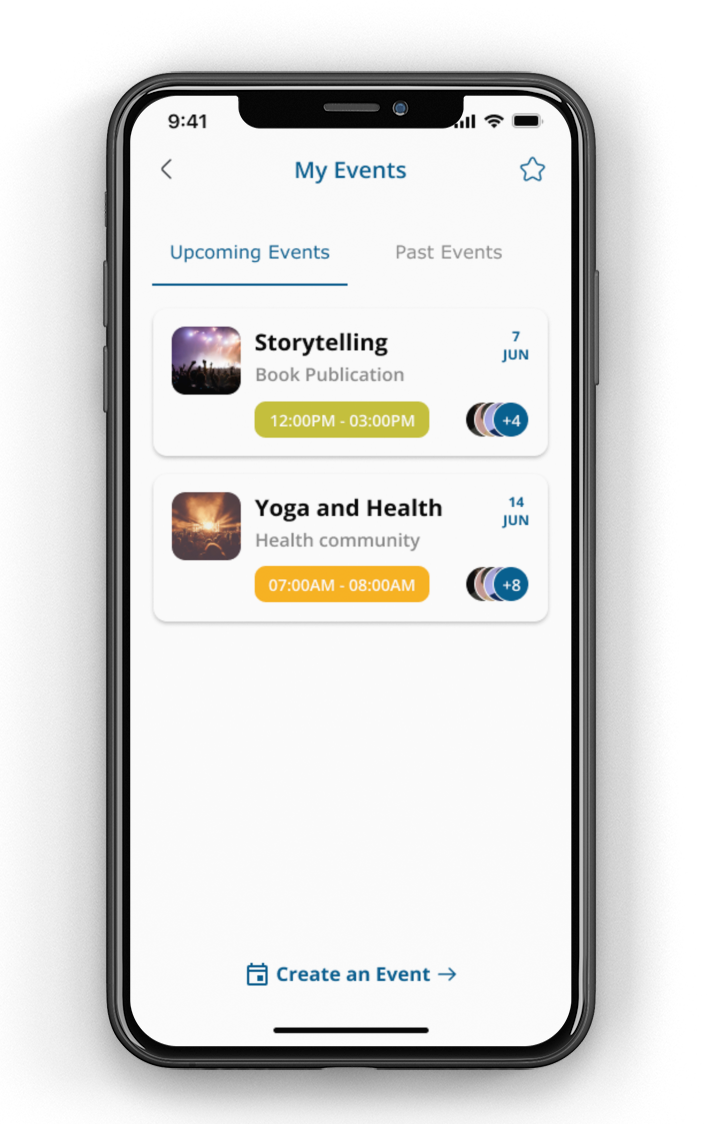 9:41
My Events
Upcoming Events Past Events
Storytelling
7
JUN
Book Publication
12:00PM - 03:00PM
+4
Yoga and Health
14
JUN
Health community
07:00AM - 08:00AM
+8
Create an Event